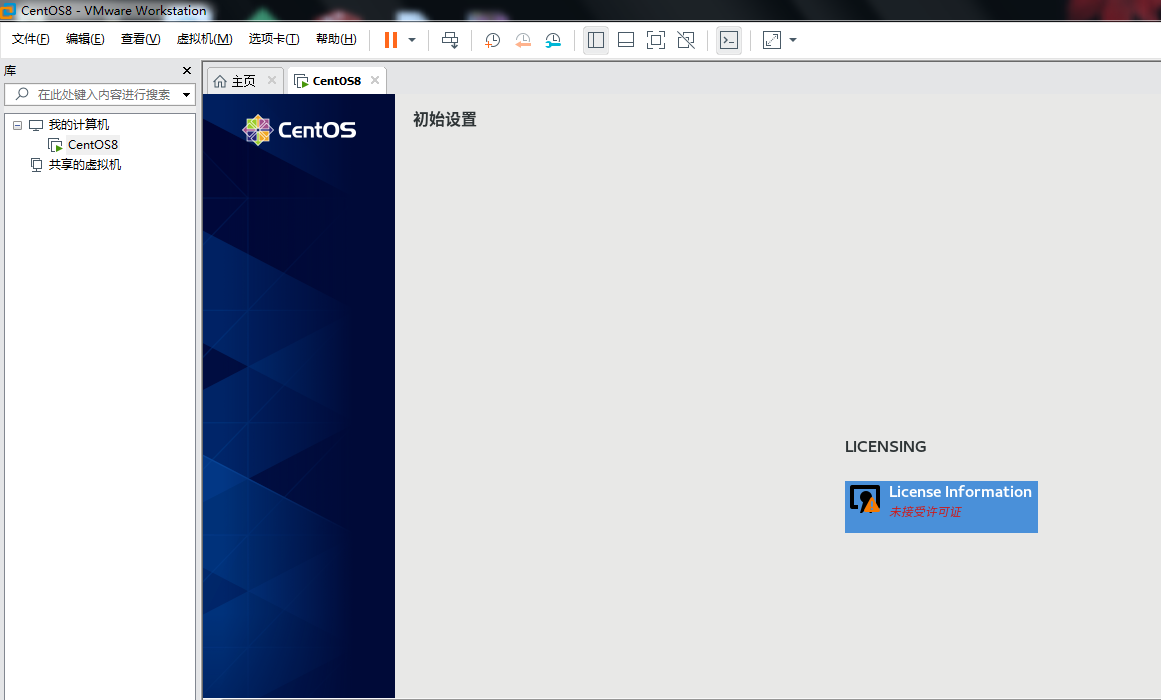 CentOS8 - VMware Workstation
文件(F) 编辑(E) 查看(V) 虚拟机(M) 选项卡(T) 帮助(H)
库
在此处键入内容进行搜索
我的计算机
CentOS8
共享的虚拟机
主页
CentOS8
CentOS
初始设置
LICENSING
License Information
未接受许可证